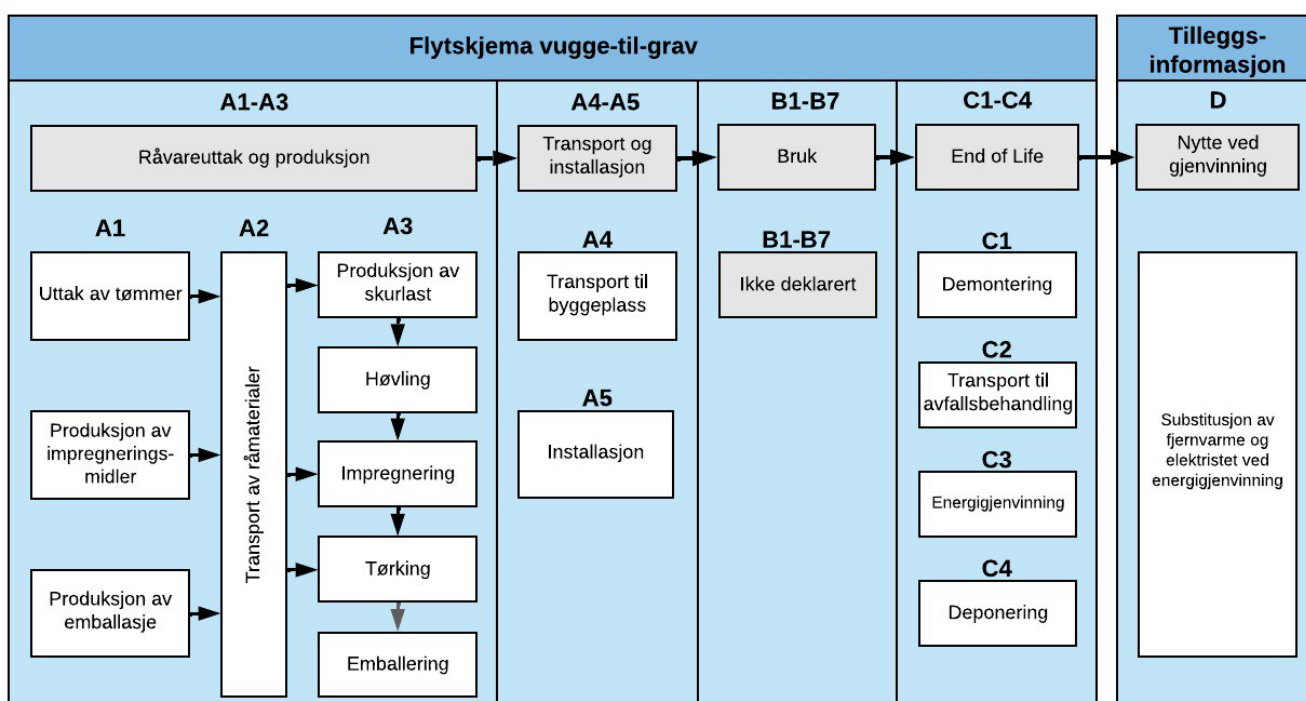 Flytskjema vugge-til-grav
Tilleggs-
informasjon
A1-A3
A4-A5
B1-B7
C1-C4
D
Råvareuttak og produksjon
Transport og
installasjon
Bruk
End of Life
Nytte ved
gjenvinning
A1
A2
A3
Uttak av tømmer
Produksjon av
impregnerings-
midler
Produksjon av
emballasje
Transport av råmaterialer
Produksjon av
skurlast
Høvling
Impregnering
Tørking
Emballering
A4
Transport til
byggeplass
A5
Installasjon
B1-B7
Ikke deklarert
C1
Demontering
C2
Transport til
avfallsbehandling
C3
Energigjenvinning
C4
Deponering
Substitusjon av
fjernvarme og
elektristet ved
energigjenvinning